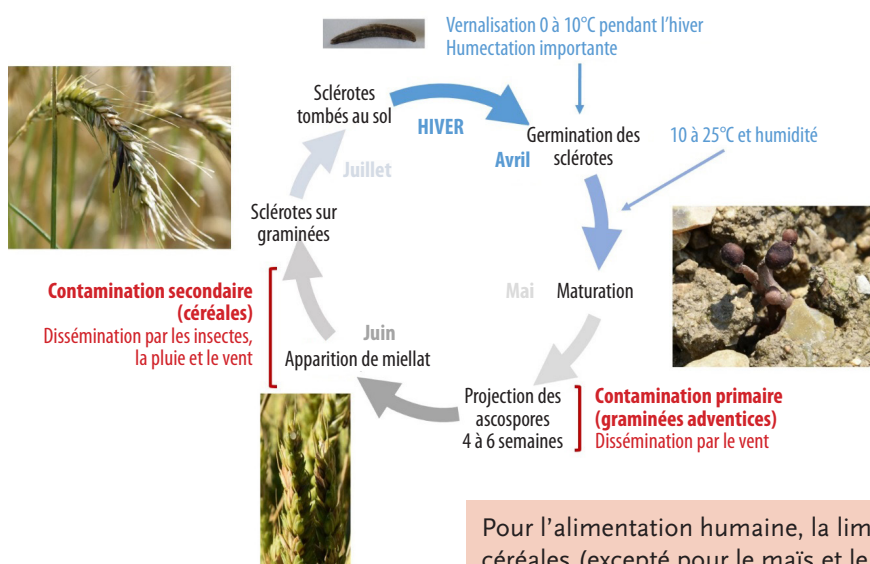 Vernalisation 0 à 10°C pendant l'hiver
Humectation importante
Sclérotes
tombés au sol
HIVER
Avril
Germination des
sclérotes
10 à 25°C et humidité
Juillet
Sclérotes sur
graminées
Mai
Maturation
Contamination secondaire
(céréales)
Dissémination par les insectes,
la pluie et le vent
Juin
Apparition de miellat
Projection des
ascospores
4 à 6 semaines
Contamination primaire
(graminées adventices)
Dissémination par le vent
Pour l'alimentation humaine, la lim
céréales (excepté pour le maïs et le